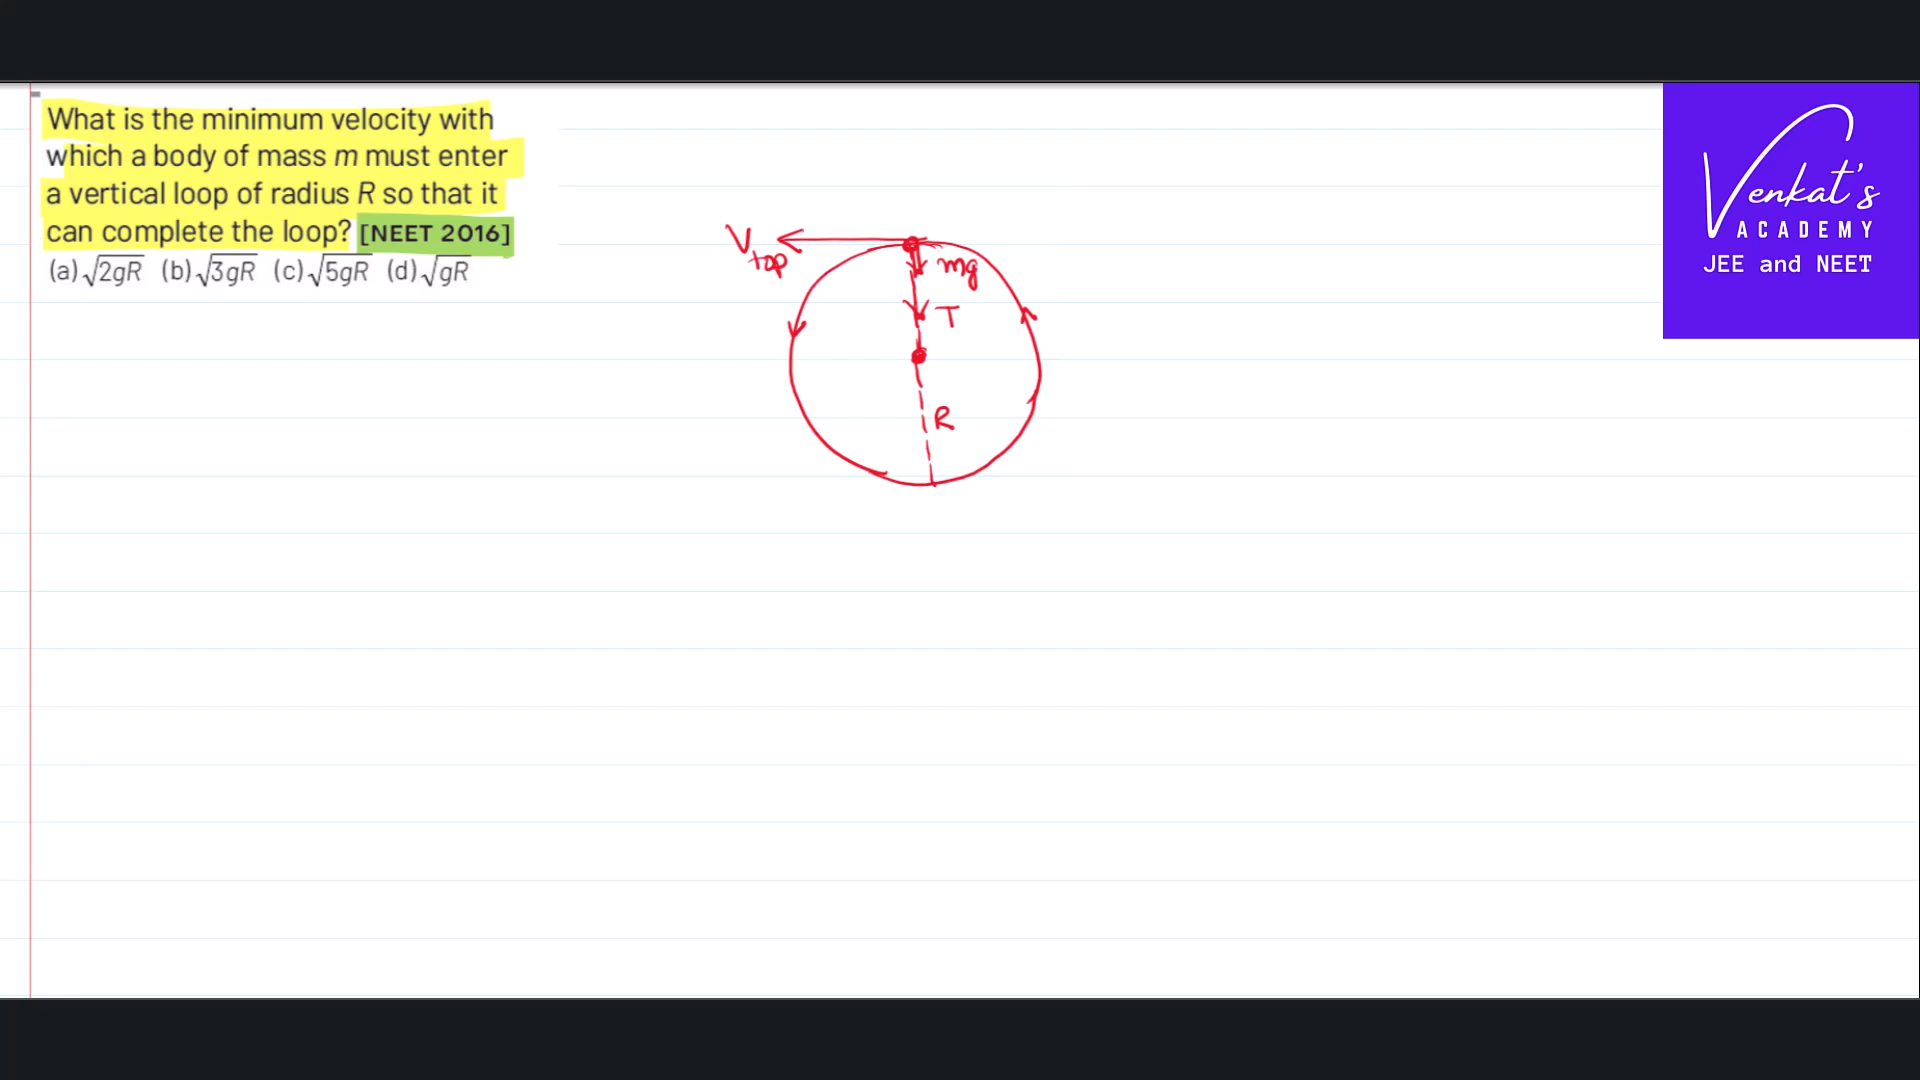 What is the minimum velocity with
which a body of mass m must enter
a vertical loop of radius R so that it
can complete the loop? [NEET 2016]
(a) √2gR (b) √3gR (c) √5gR (d) √gR
V top
mg
T
R
Venkat's
ACADEMY
JEE and NEET